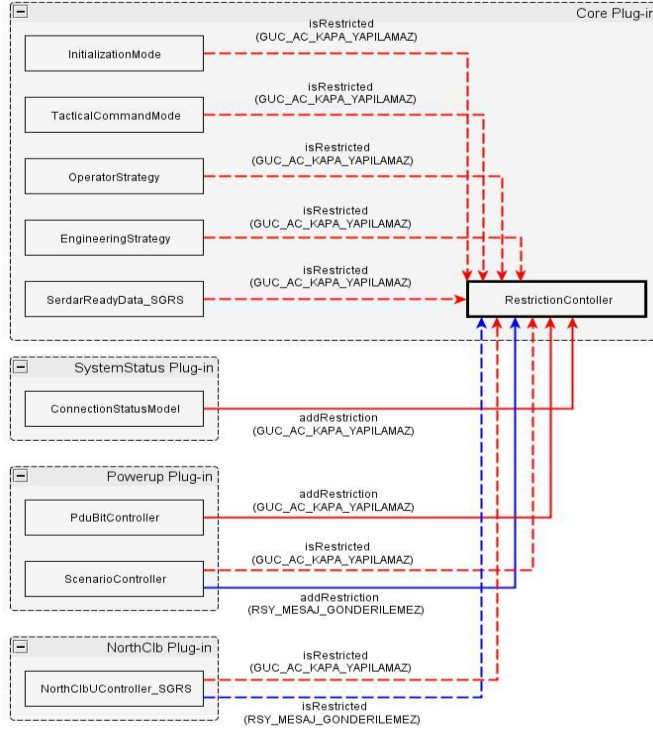 Core Plug-in
isRestricted
(GUC_AC_KAPA_YAPILAMAZ)
InitializationMode
isRestricted
(GUC_AC_KAPA_YAPILAMAZ)
TacticalCommandMode
isRestricted
(GUC_AC_KAPA_YAPILAMAZ)
OperatorStrategy
isRestricted
(GUC_AC_KAPA_YAPILAMAZ)
EngineeringStrategy
isRestricted
(GUC_AC_KAPA_YAPILAMAZ)
SerdarReadyData_SGRS
RestrictionContoller
SystemStatus Plug-in
ConnectionStatusModel
addRestriction
(GUC_AC_KAPA_YAPILAMAZ)
Powerup Plug-in
addRestriction
(GUC_AC_KAPA_YAPILAMAZ)
PduBitController
isRestricted
(GUC_AC_KAPA_YAPILAMAZ)
ScenarioController
addRestriction
(RSY_MESAJ_GONDERILEMEZ)
NorthClb Plug-in
isRestricted
(GUC_AC_KAPA_YAPILAMAZ)
NorthClbUController_SGRS
isRestricted
(RSY_MESAJ_GONDERILEMEZ)